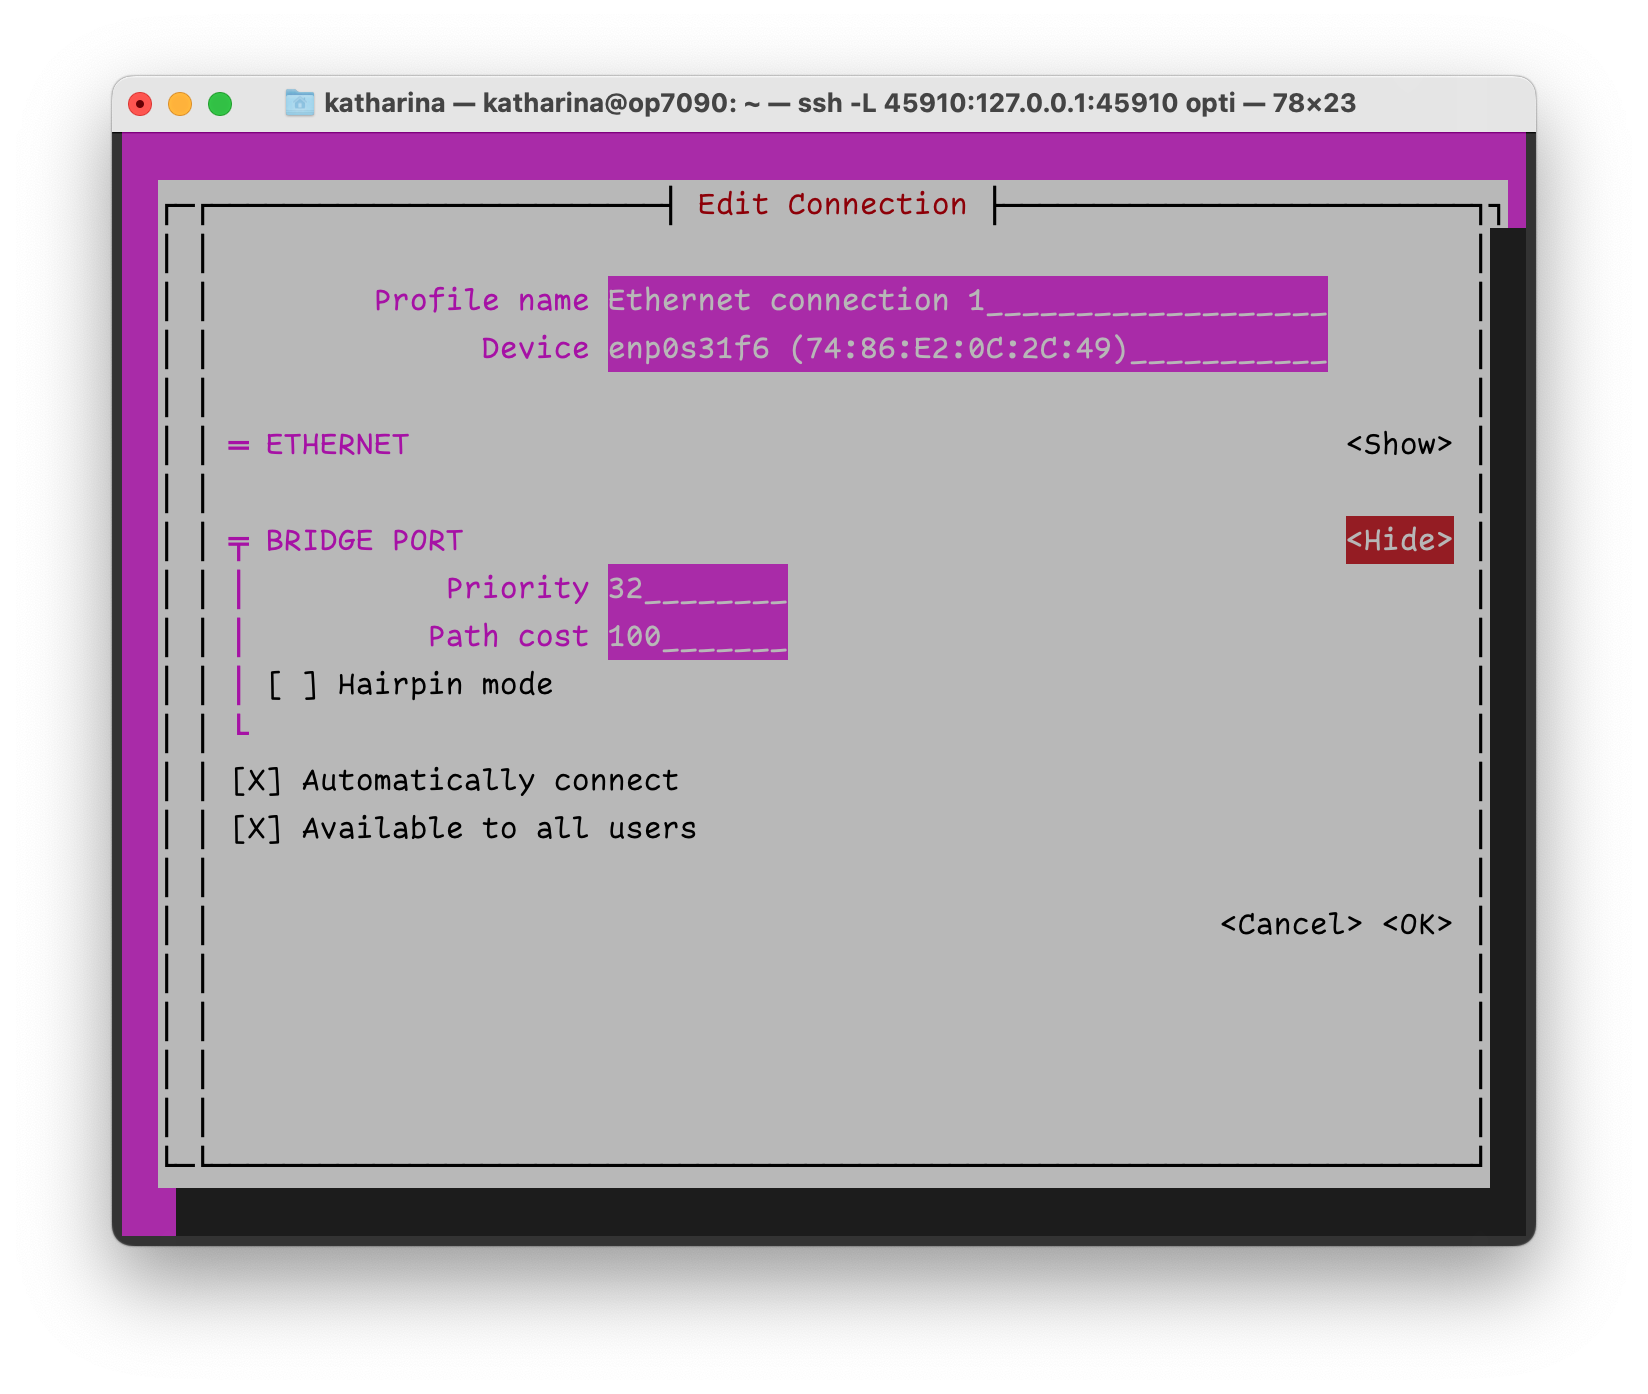 katharina — katharina@op7090: ~ — ssh -L 45910:127.0.0.1:45910 opti — 78×23
Edit Connection
Profile name Ethernet connection 1___________________
Device enp0s31f6 (74:86:E2:0C:2C:49)___________
═ ETHERNET <Show>
╤ BRIDGE PORT <Hide>
Priority 32________
Path cost 100_______
[ ] Hairpin mode
[X] Automatically connect
[X] Available to all users
<Cancel> <OK>